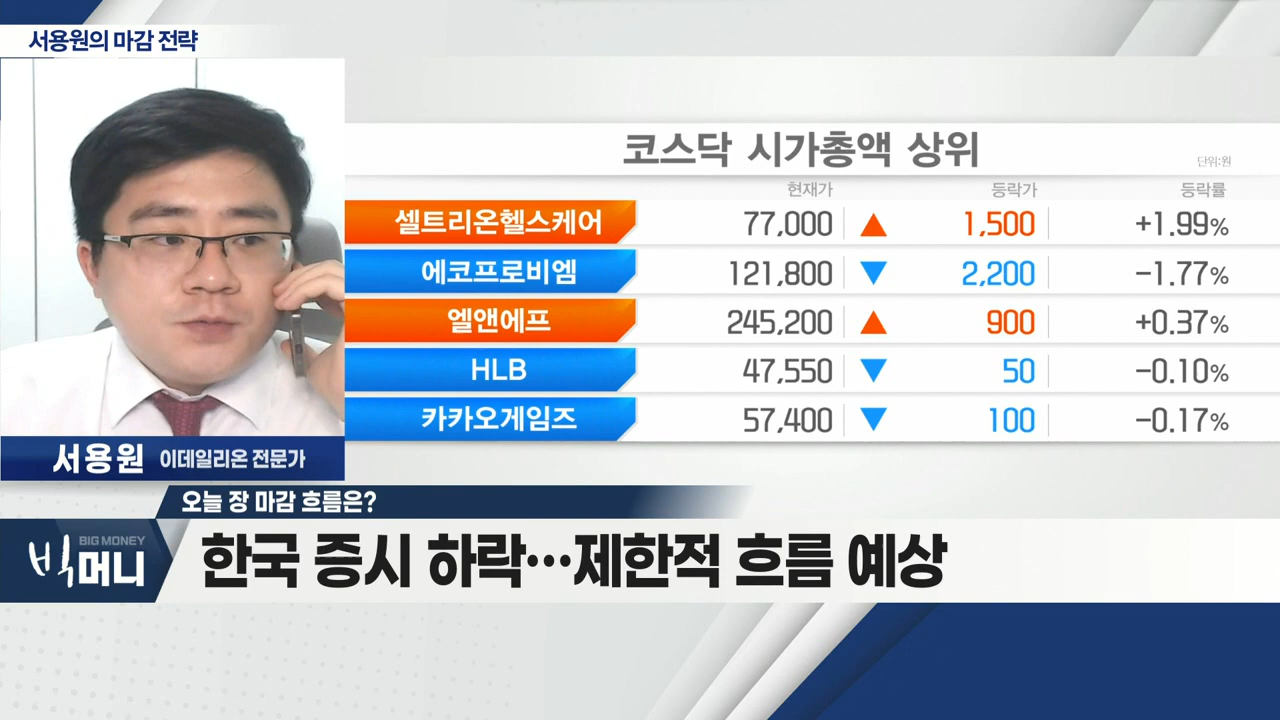 서용원의 마감 전략
코스닥 시가총액 상위
단위:원
현재가 등락가 등락률
셀트리온헬스케어 77,000 ▲ 1,500 +1.99%
에코프로비엠 121,800 ▼ 2,200 -1.77%
엘앤에프 245,200 ▲ 900 +0.37%
HLB 47,550 ▼ 50 -0.10%
카카오게임즈 57,400 ▼ 100 -0.17%
서용원 이데일리온 전문가
오늘 장 마감 흐름은?
BIG MONEY
빅머니
한국 증시 하락…제한적 흐름 예상